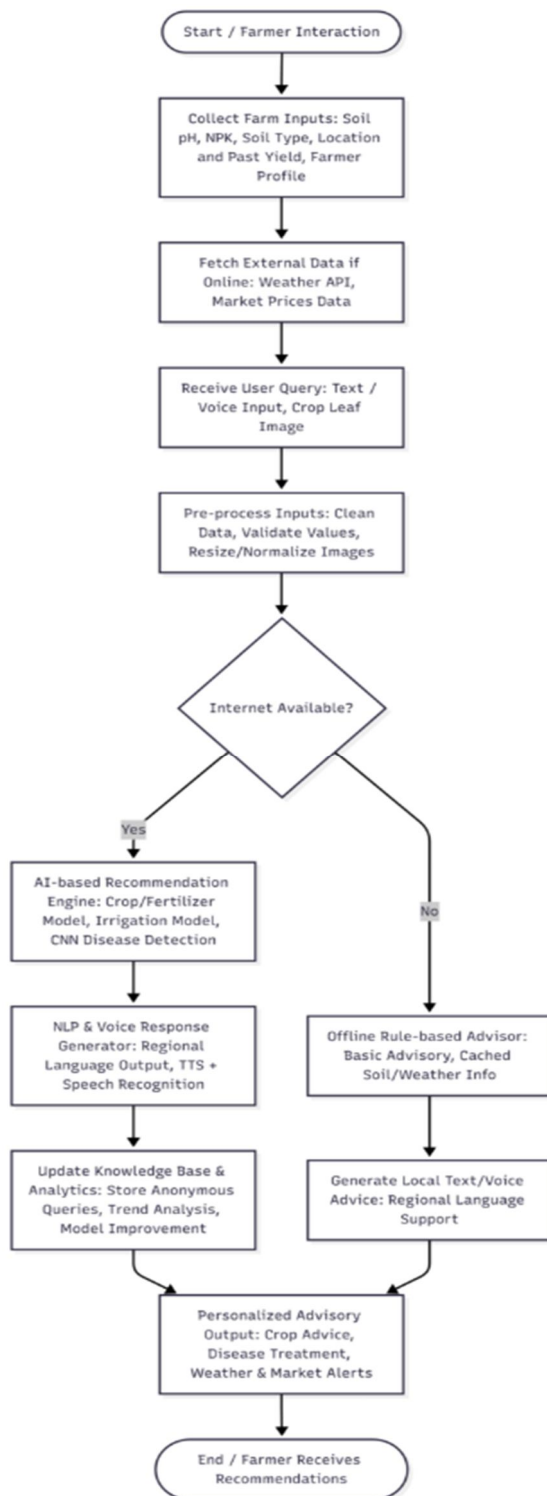 Start / Farmer Interaction
Collect Farm Inputs: Soil
pH, NPK, Soil Type, Location
and Past Yield, Farmer
Profile
Fetch External Data if
Online: Weather API,
Market Prices Data
Receive User Query: Text /
Voice Input, Crop Leaf
Image
Pre-process Inputs: Clean
Data, Validate Values,
Resize/Normalize Images
Internet Available?
Yes
AI-based Recommendation
Engine: Crop/Fertilizer
Model, Irrigation Model,
CNN Disease Detection
NLP & Voice Response
Generator: Regional
Language Output, TTS +
Speech Recognition
Update Knowledge Base &
Analytics: Store Anonymous
Queries, Trend Analysis,
Model Improvement
No
Offline Rule-based Advisor:
Basic Advisory, Cached
Soil/Weather Info
Generate Local Text/Voice
Advice: Regional Language
Support
Personalized Advisory
Output: Crop Advice,
Disease Treatment,
Weather & Market Alerts
End / Farmer Receives
Recommendations